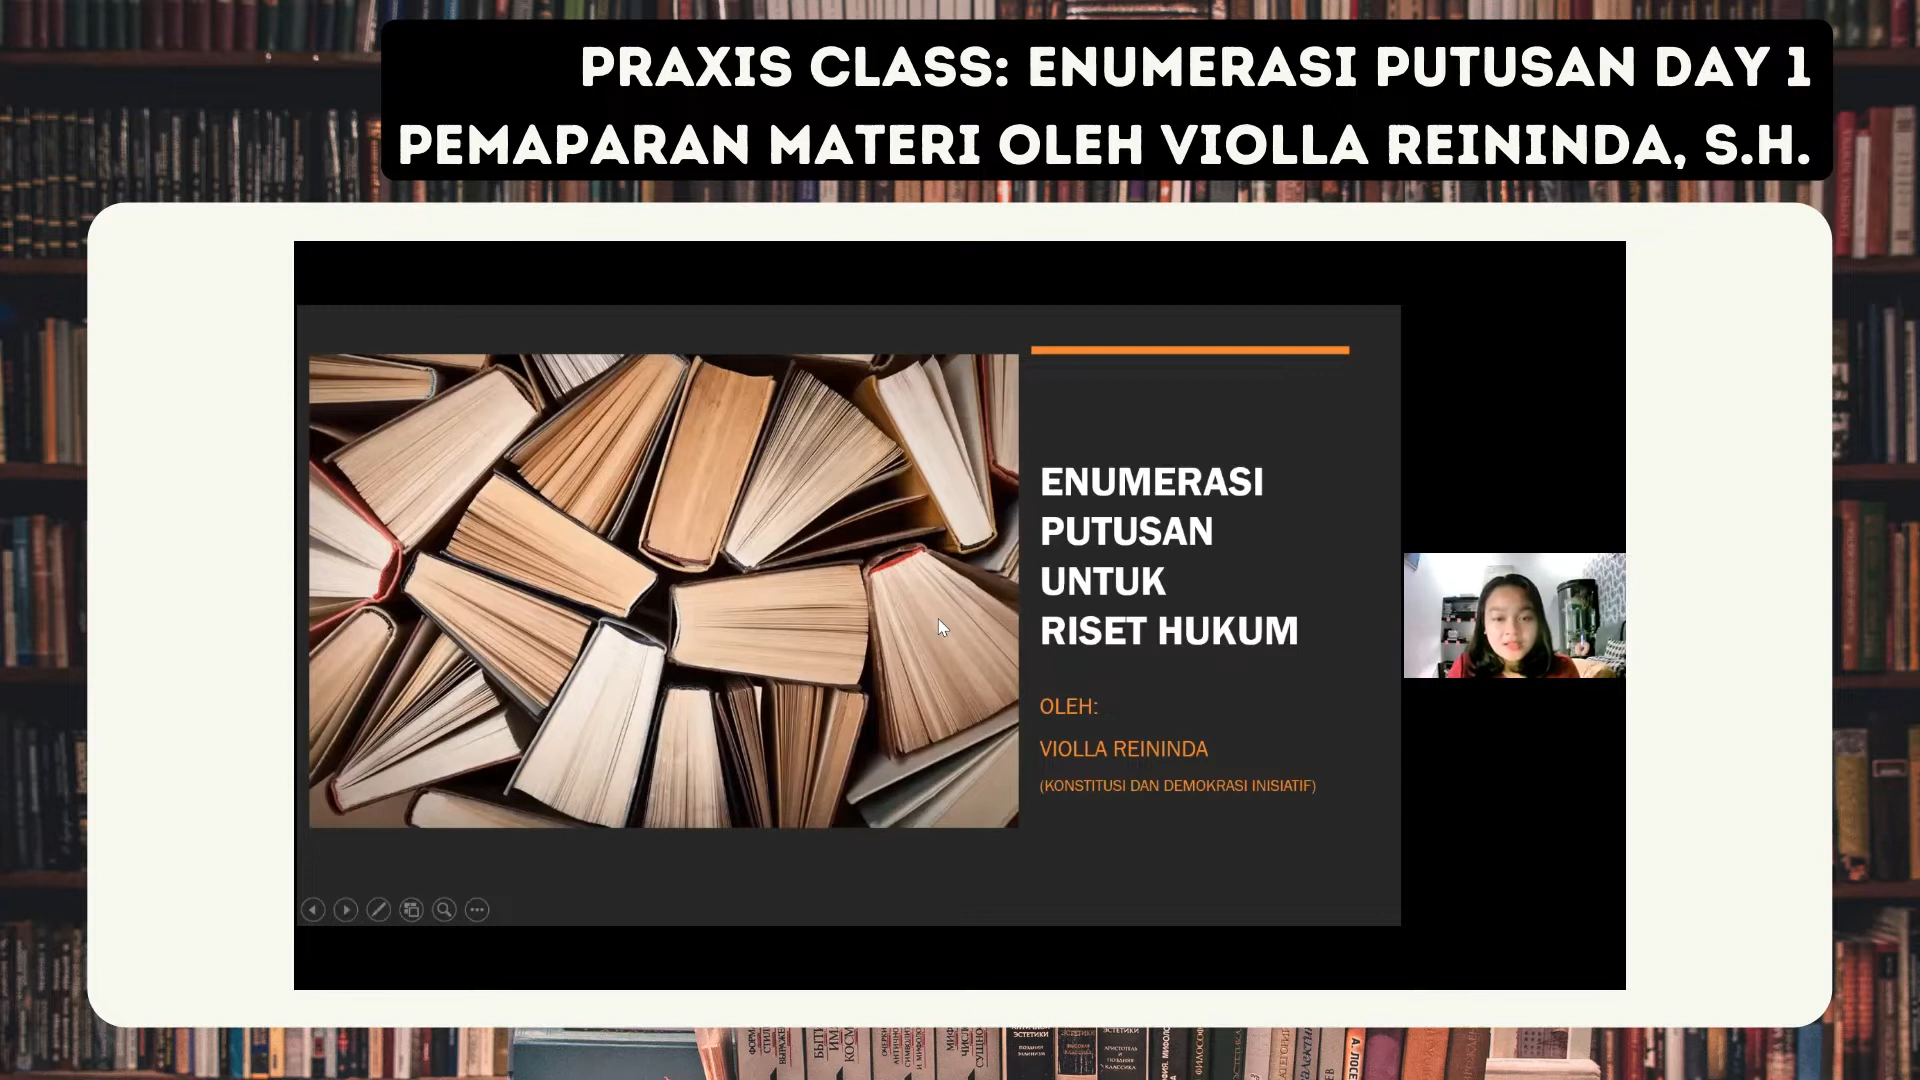 PRAXIS CLASS: ENUMERASI PUTUSAN DAY 1
PEMAPARAN MATERI OLEH VIOLLA REININDA, S.H.
ENUMERASI
PUTUSAN
UNTUK
RISET HUKUM
OLEH:
VIOLLA REININDA
(KONSTITUSI DAN DEMOKRASI INISIATIF)